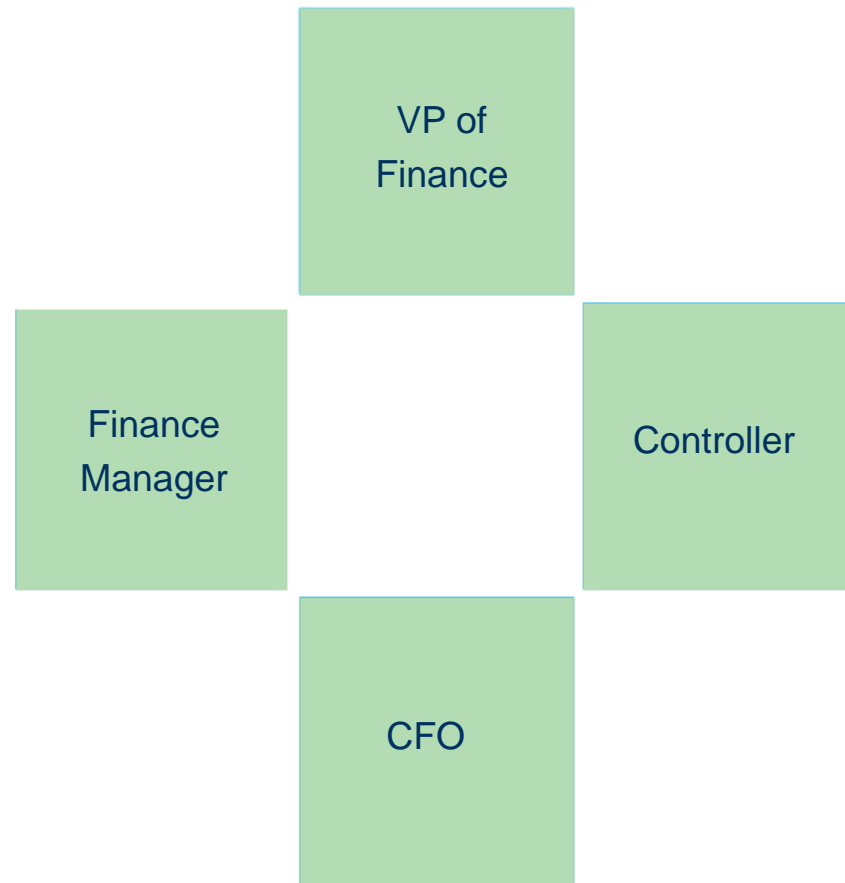 VP of
Finance
Finance
Manager
Controller
CFO